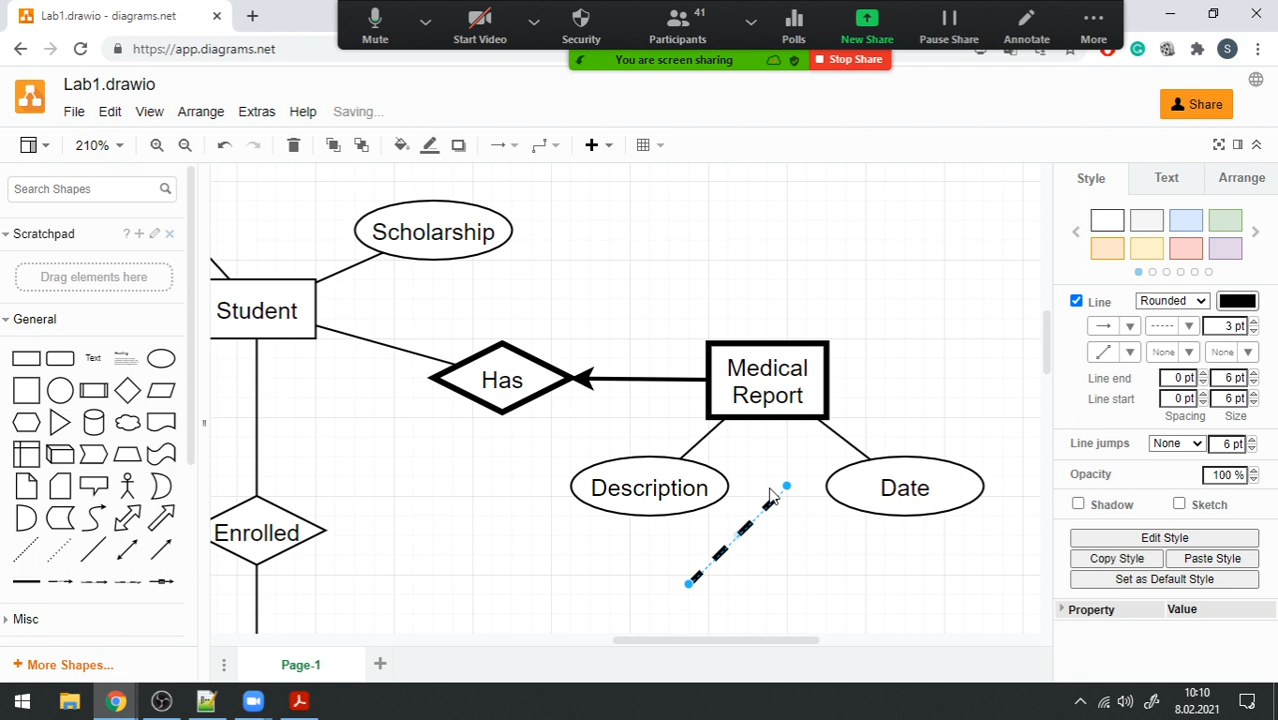 Lab1.drawio - diagrams.net
https://app.diagrams.net
Mute
Start Video
Security
41
Participants
Polls
New Share
Pause Share
Annotate
More
You are screen sharing
Stop Share
S
Lab1.drawio
File Edit View Arrange Extras Help Saving...
Share
210%
Search Shapes
Scratchpad
?
Drag elements here
General
Text
Misc
+ More Shapes...
Scholarship
Student
Has
Medical
Report
Description
Date
Enrolled
Page-1
Style
Text
Arrange
Line
Rounded
3 pt
None
None
Line end
0 pt
6 pt
Line start
0 pt
6 pt
Spacing
Size
Line jumps
None
6 pt
Opacity
100 %
Shadow
Sketch
Edit Style
Copy Style
Paste Style
Set as Default Style
Property
Value
10:10
8.02.2021